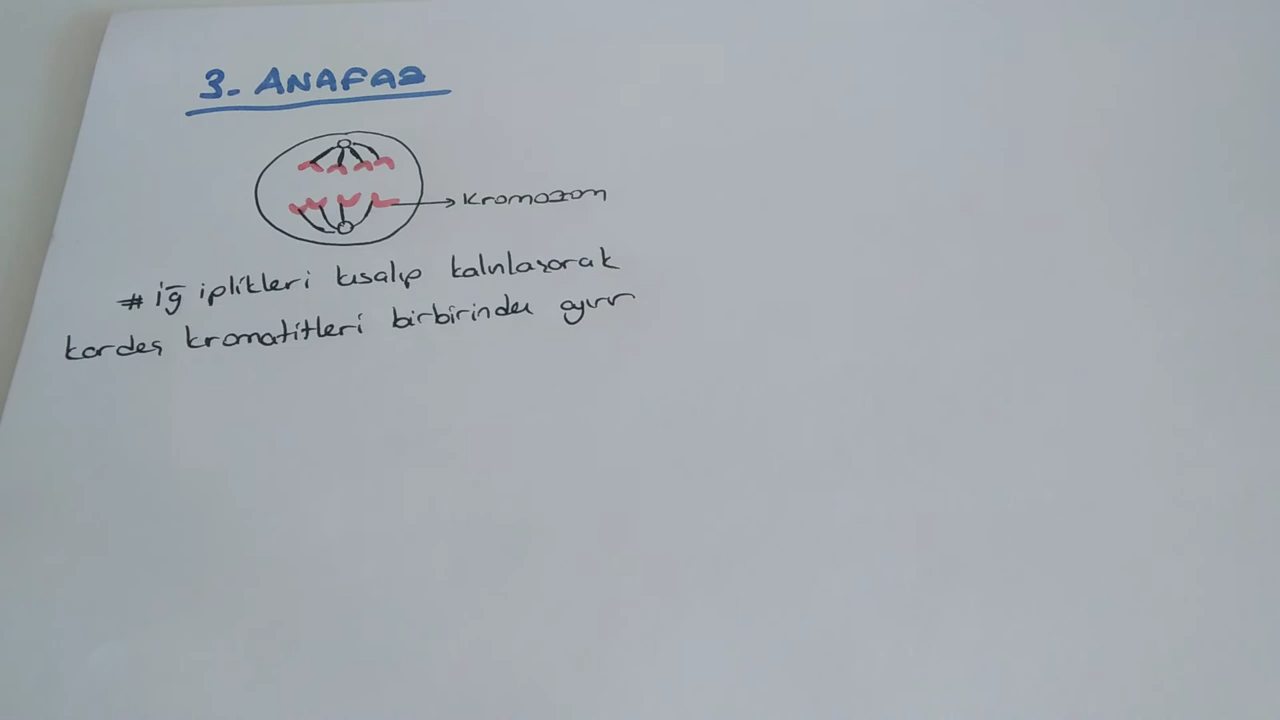 3- ANAFAZ
Kromozom
# iğ iplikleri kısalıp kalınlaşarak
kardeş kromatitleri birbirinden ayırır